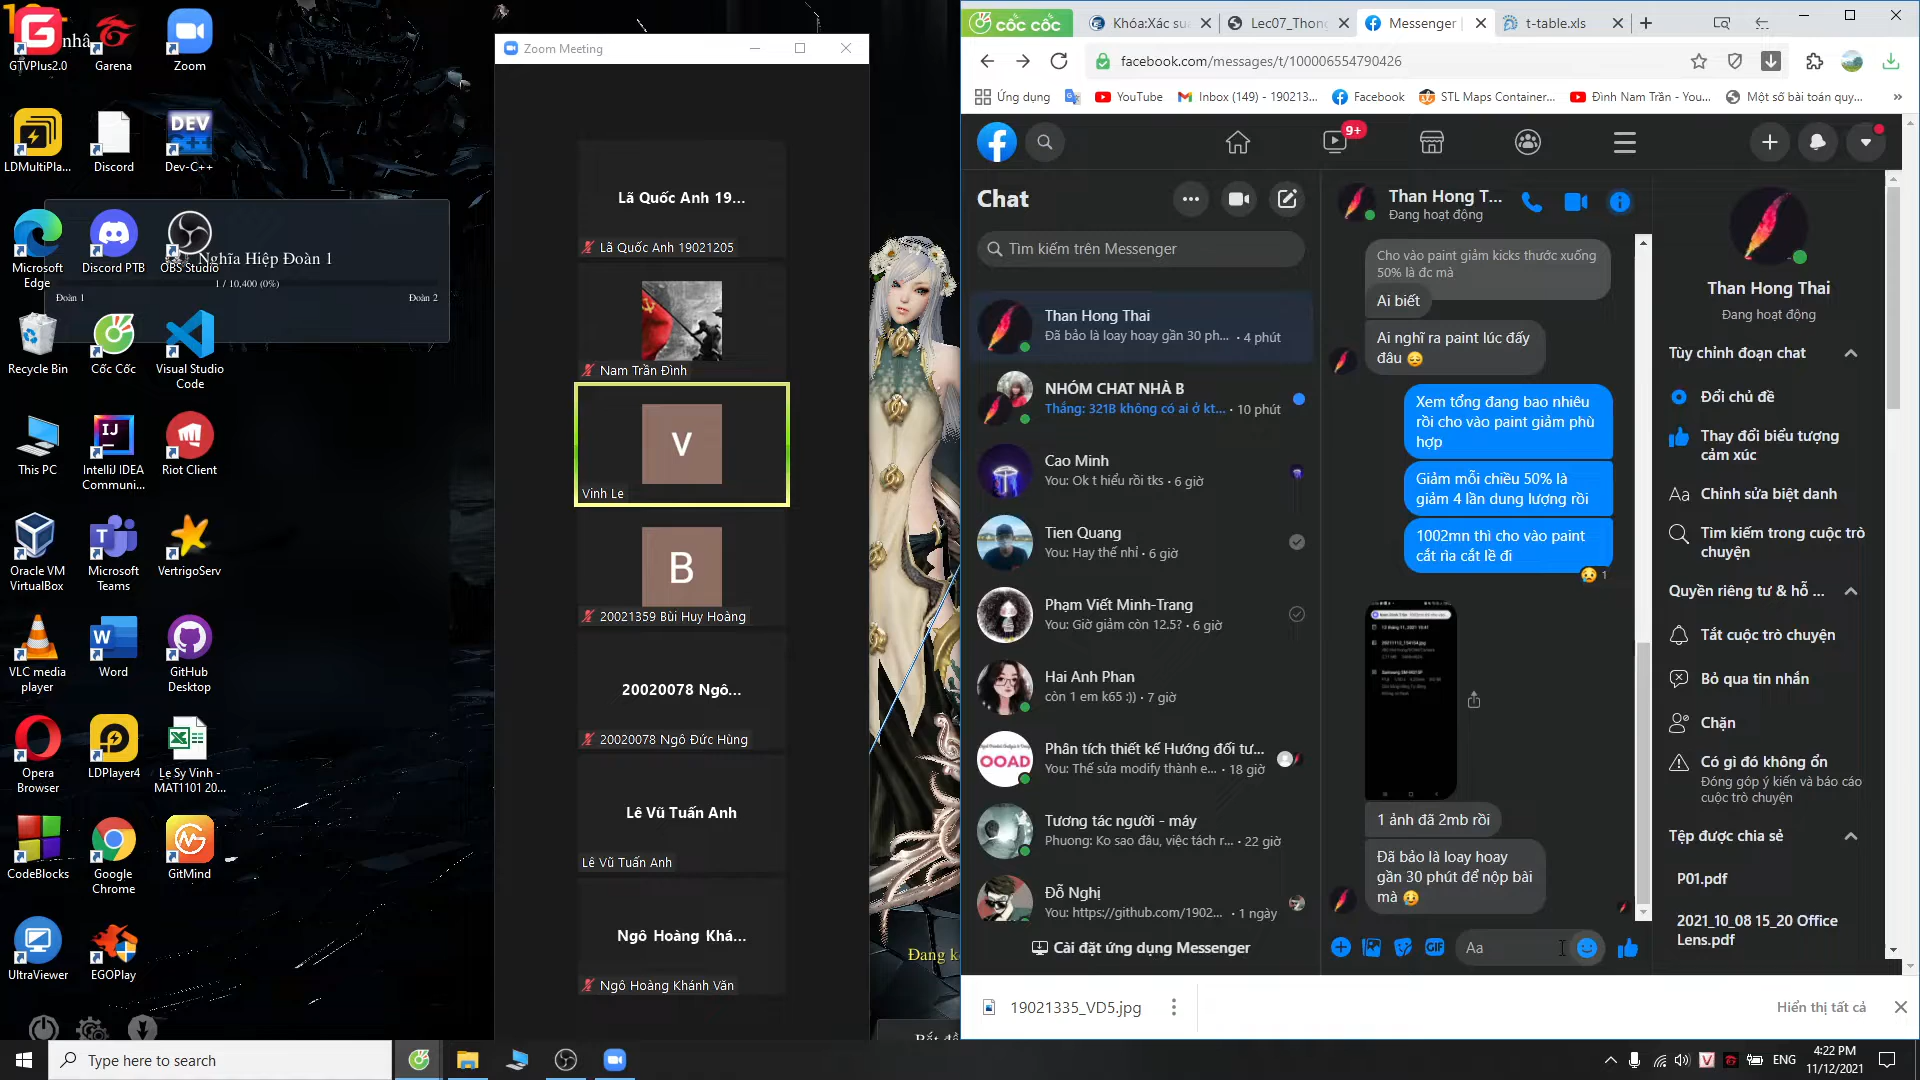 GTVPlus2.0
Garena
Zoom
LDMultiPla...
Discord
Dev-C++
Microsoft
Edge
Discord PTB
OBS Studio
Nghĩa Hiệp Đoàn 1
1 / 10,400 (0%)
Đoàn 1
Đoàn 2
Recycle Bin
Cốc Cốc
Visual Studio
Code
This PC
IntelliJ IDEA
Communi...
Riot Client
Oracle VM
VirtualBox
Microsoft
Teams
VertrigoServ
VLC media
player
Word
GitHub
Desktop
Opera
Browser
LDPlayer4
Le Sy Vinh -
MAT1101 20...
CodeBlocks
Google
Chrome
GitMind
UltraViewer
EGOPlay
Zoom Meeting
Lã Quốc Anh 19...
Lã Quốc Anh 19021205
Nam Trần Đình
V
Vinh Le
B
20021359 Bùi Huy Hoàng
20020078 Ngô...
20020078 Ngô Đức Hùng
Lê Vũ Tuấn Anh
Lê Vũ Tuấn Anh
Ngô Hoàng Khá...
Ngô Hoàng Khánh Văn
cốc cốc
Khóa:Xác su
Lec07_Thon
Messenger
t-table.xls
facebook.com/messages/t/100006554790426
Ứng dụng
YouTube
Inbox (149) - 190213...
Facebook
STL Maps Container...
Đình Nam Trần - You...
Một số bài toán quy...
9+
Chat
Tìm kiếm trên Messenger
Than Hong Thai
Đã bảo là loay hoay gần 30 ph... · 4 phút
NHÓM CHAT NHÀ B
Thắng: 321B không có ai ở kt... · 10 phút
Cao Minh
You: Ok t hiểu rồi tks · 6 giờ
Tien Quang
You: Hay thế nhỉ · 6 giờ
Phạm Viết Minh-Trang
You: Giờ giảm còn 12.5? · 6 giờ
Hai Anh Phan
còn 1 em k65 :)) · 7 giờ
OOAD
Phân tích thiết kế Hướng đối tư...
You: Thế sửa modify thành e... · 18 giờ
Tương tác người - máy
Phuong: Ko sao đâu, việc tách r... · 22 giờ
Đỗ Nghị
You: https://github.com/1902... · 1 ngày
Cài đặt ứng dụng Messenger
Than Hong T...
Đang hoạt động
Cho vào paint giảm kicks thước xuống
50% là đc mà
Ai biết
Ai nghĩ ra paint lúc đấy
đâu 😔
Xem tổng đang bao nhiêu
rồi cho vào paint giảm phù
hợp
Giảm mỗi chiều 50% là
giảm 4 lần dung lượng rồi
1002mn thì cho vào paint
cắt rìa cắt lề đi
1
1 ảnh đã 2mb rồi
Đã bảo là loay hoay
gần 30 phút để nộp bài
mà 😥
GIF
Aa
Than Hong Thai
Đang hoạt động
Tùy chỉnh đoạn chat
Đổi chủ đề
Thay đổi biểu tượng
cảm xúc
Aa Chỉnh sửa biệt danh
Tìm kiếm trong cuộc trò
chuyện
Quyền riêng tư & hỗ ...
Tắt cuộc trò chuyện
Bỏ qua tin nhắn
Chặn
Có gì đó không ổn
Đóng góp ý kiến và báo cáo
cuộc trò chuyện
Tệp được chia sẻ
P01.pdf
2021_10_08 15_20 Office
Lens.pdf
19021335_VD5.jpg
Hiển thị tất cả
Type here to search
ENG
4:22 PM
11/12/2021